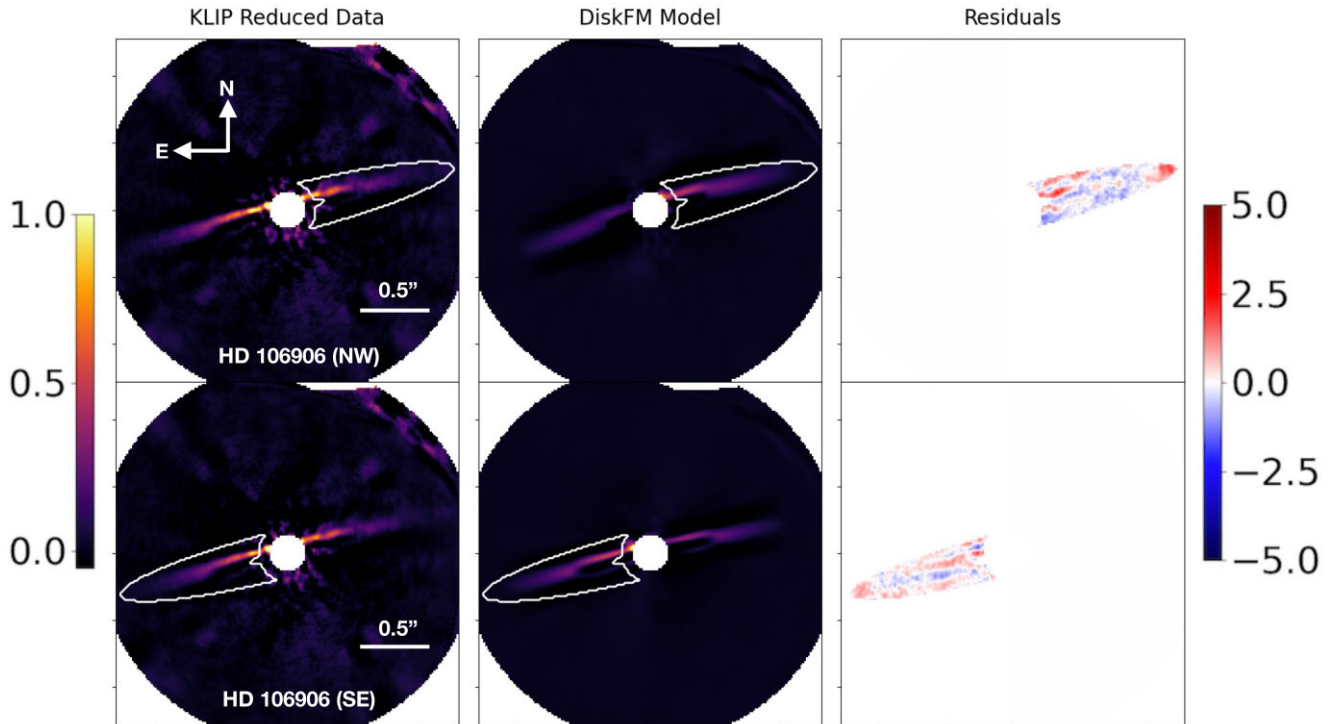 KLIP Reduced Data
DiskFM Model
Residuals
N
E
0.5”
HD 106906 (NW)
1.0
0.5
0.0
5.0
2.5
0.0
−2.5
−5.0
0.5”
HD 106906 (SE)